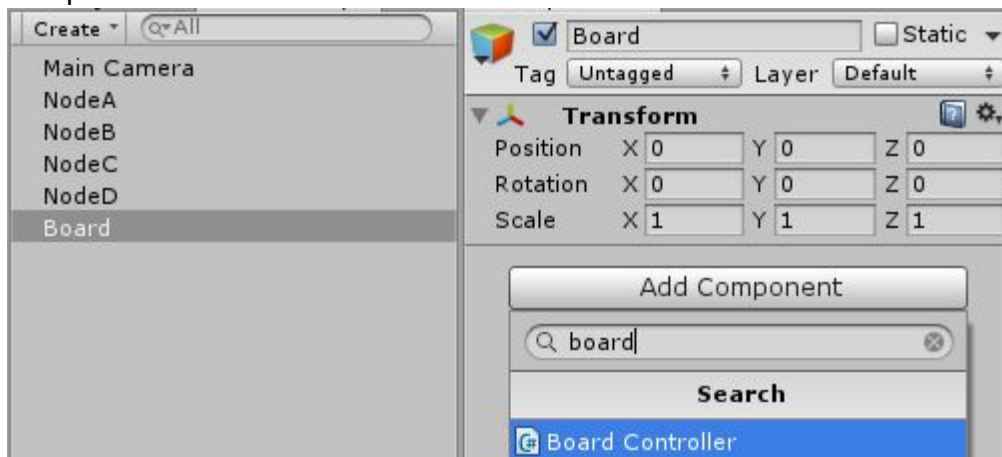 Create All
Main Camera
NodeA
NodeB
NodeC
NodeD
Board
Board Static
Tag Untagged Layer Default
Transform
Position X 0 Y 0 Z 0
Rotation X 0 Y 0 Z 0
Scale X 1 Y 1 Z 1
Add Component
board
Search
C# Board Controller